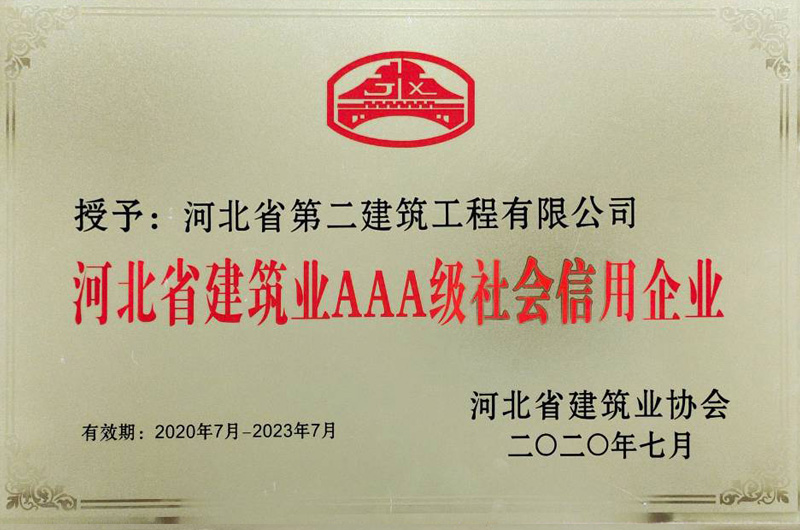 JX
授予：河北省第二建筑工程有限公司
河北省建筑业AAA级社会信用企业
河北省建筑业协会
有效期：2020年7月-2023年7月
二〇二〇年七月